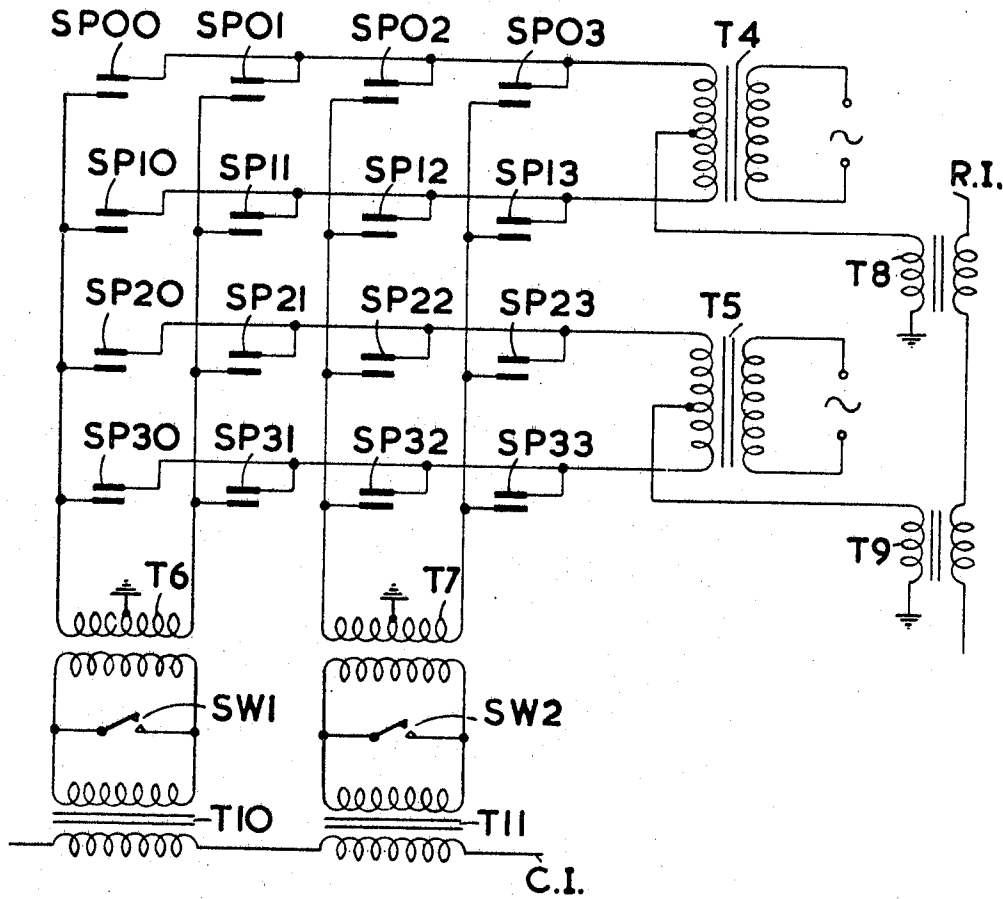 SP00 SP01 SP02 SP03 T4
SP10 SP11 SP12 SP13 R.I.
T8
SP20 SP21 SP22 SP23 T5
SP30 SP31 SP32 SP33
T9
T6 T7
SW1 SW2
T10 T11
C.I.